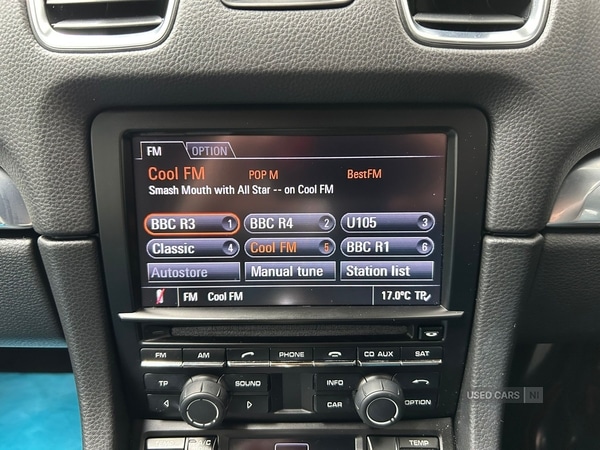 FM OPTION
Cool FM POP M BestFM
Smash Mouth with All Star -- on Cool FM
BBC R3 1 BBC R4 2 U105 3
Classic 4 Cool FM 5 BBC R1 6
Autostore Manual tune Station list
FM Cool FM 17.0°C TP
FM AM PHONE CD AUX SAT
TP SOUND INFO
CAR OPTION
USED CARS NI
A/C TEMP